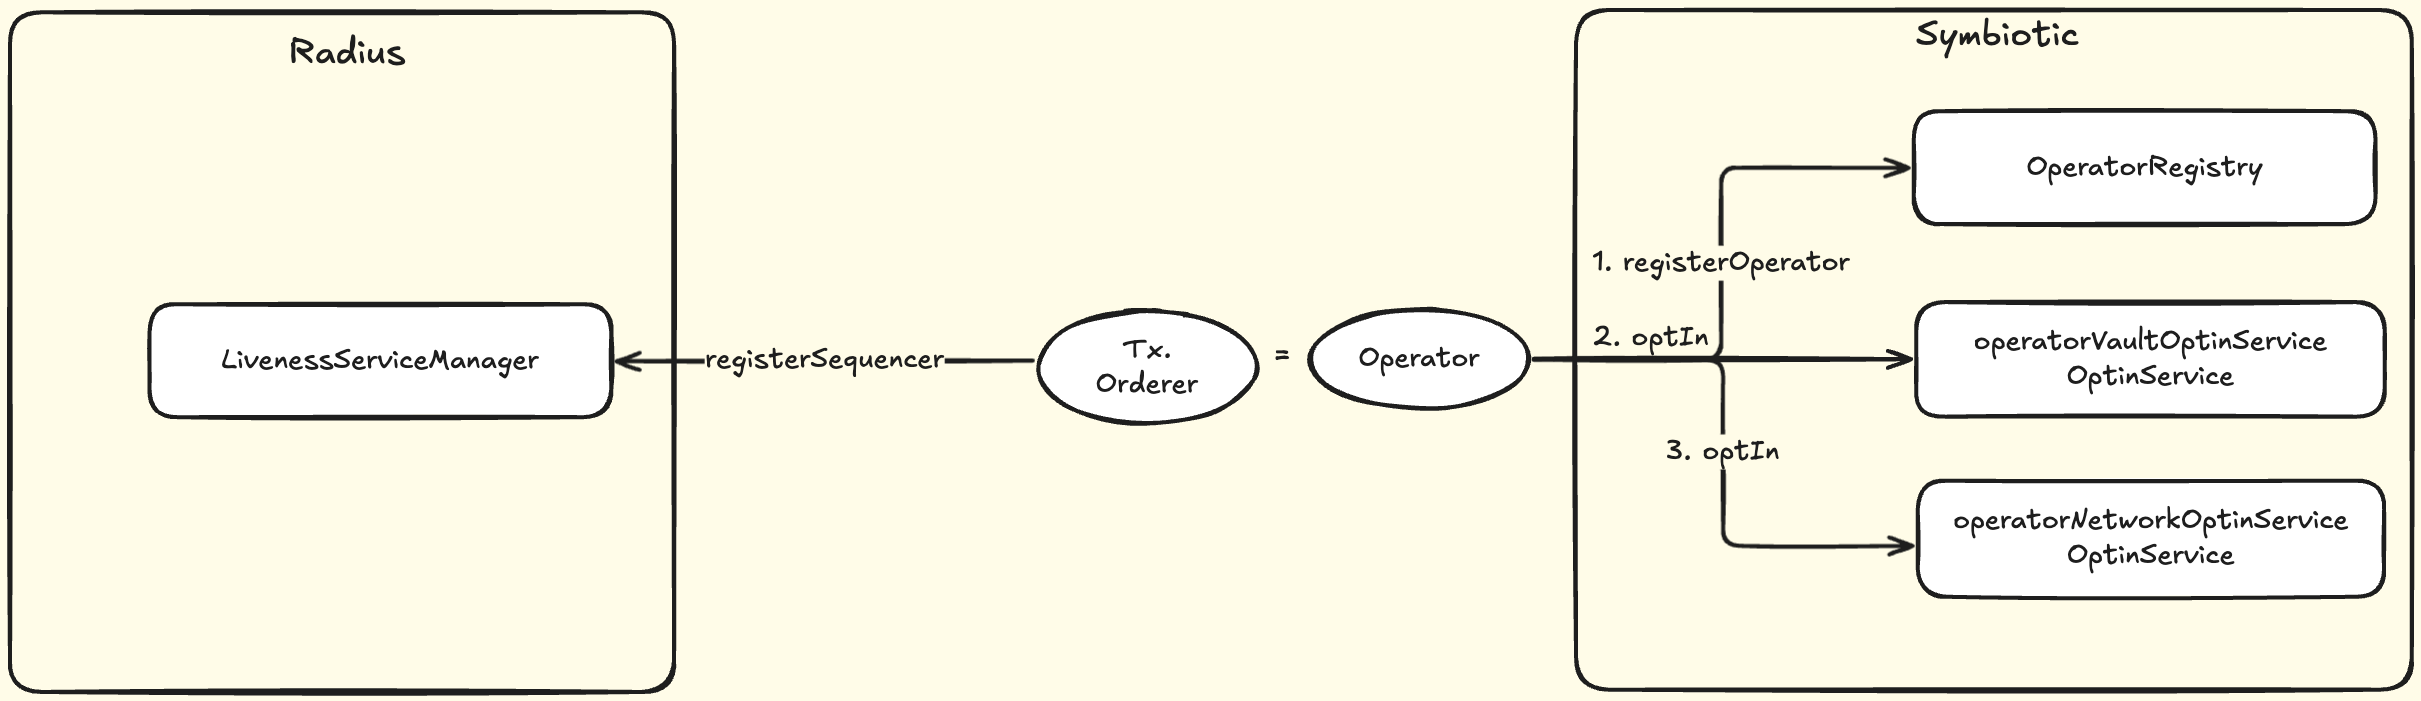 Radius
LivenessServiceManager
registerSequencer
Tx.
Orderer
=
Operator
Symbiotic
1. registerOperator
2. optIn
3. optIn
OperatorRegistry
operatorVaultOptinService
OptinService
operatorNetworkOptinService
OptinService